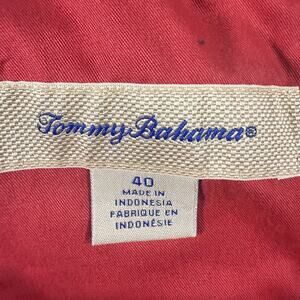 Tommy Bahama®
40
MADE IN
INDONESIA
FABRIQUE EN
INDONÉSIE